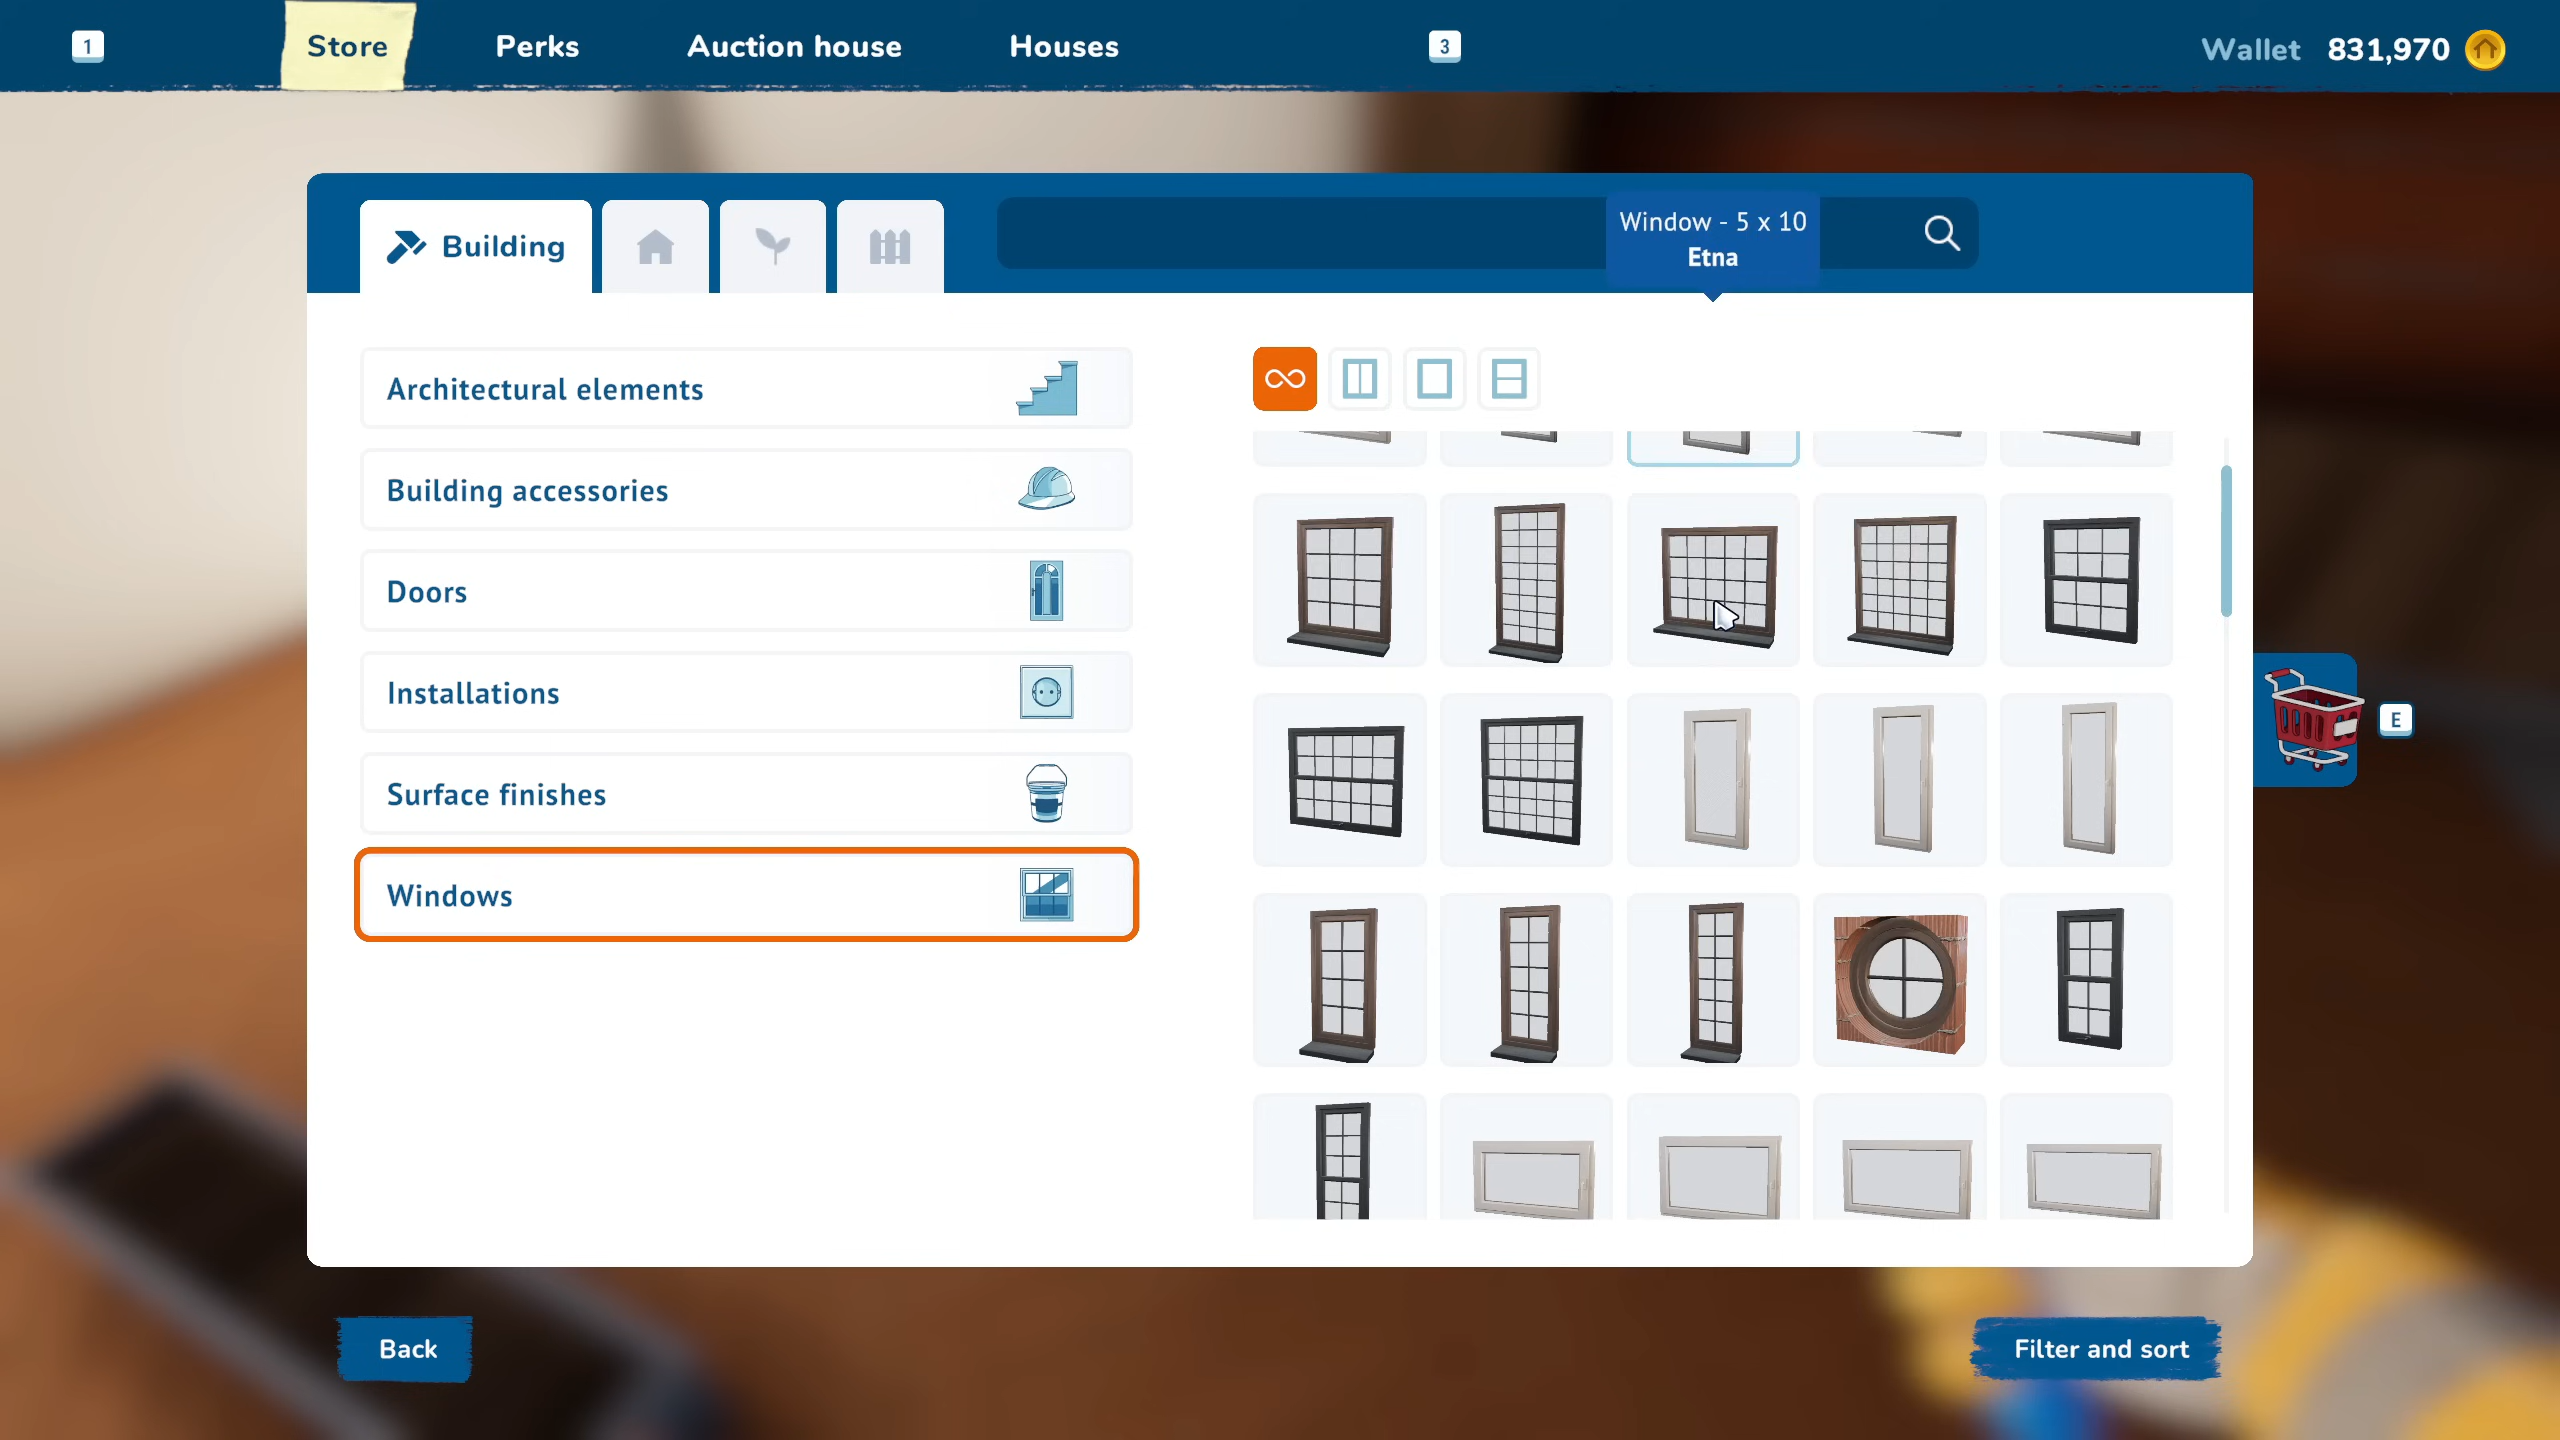 1
Store
Perks
Auction house
Houses
3
Wallet 831,970
Building
Window - 5 x 10
Etna
Architectural elements
Building accessories
Doors
Installations
Surface finishes
Windows
E
Back
Filter and sort